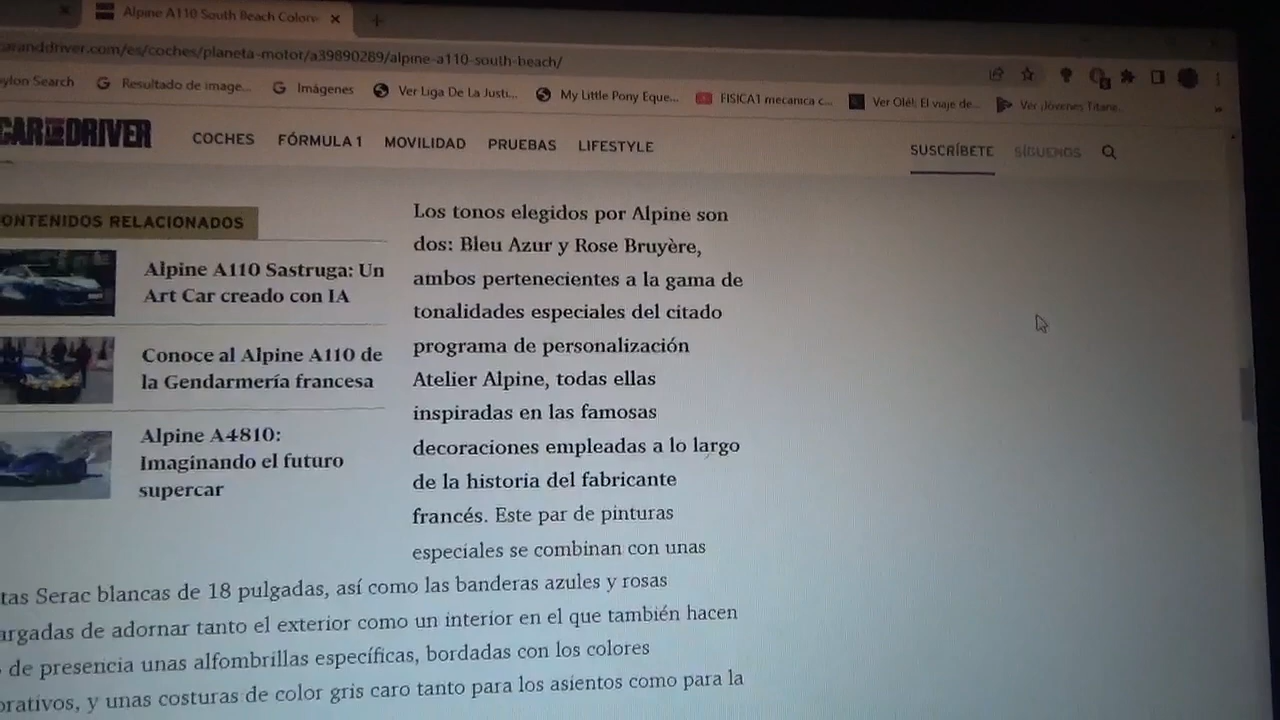 Alpine A110 South Beach Colore
anddriver.com/es/coches/planeta-motor/a39890289/alpine-a110-south-beach/
Search
Resultado de image...
Imágenes
Ver Liga De La Justi...
My Little Pony Eque...
FISICA1 mecanica c...
Ver Olé!, El viaje de...
Ver ¡Jóvenes Titane...
CAR AND DRIVER
COCHES FÓRMULA 1 MOVILIDAD PRUEBAS LIFESTYLE
SUSCRÍBETE SÍGUENOS
ONTENIDOS RELACIONADOS
Alpine A110 Sastruga: Un
Art Car creado con IA
Conoce al Alpine A110 de
la Gendarmería francesa
Alpine A4810:
Imaginando el futuro
supercar
Los tonos elegidos por Alpine son
dos: Bleu Azur y Rose Bruyère,
ambos pertenecientes a la gama de
tonalidades especiales del citado
programa de personalización
Atelier Alpine, todas ellas
inspiradas en las famosas
decoraciones empleadas a lo largo
de la historia del fabricante
francés. Este par de pinturas
especiales se combinan con unas
tas Serac blancas de 18 pulgadas, así como las banderas azules y rosas
argadas de adornar tanto el exterior como un interior en el que también hacen
de presencia unas alfombrillas específicas, bordadas con los colores
orativos, y unas costuras de color gris caro tanto para los asientos como para la